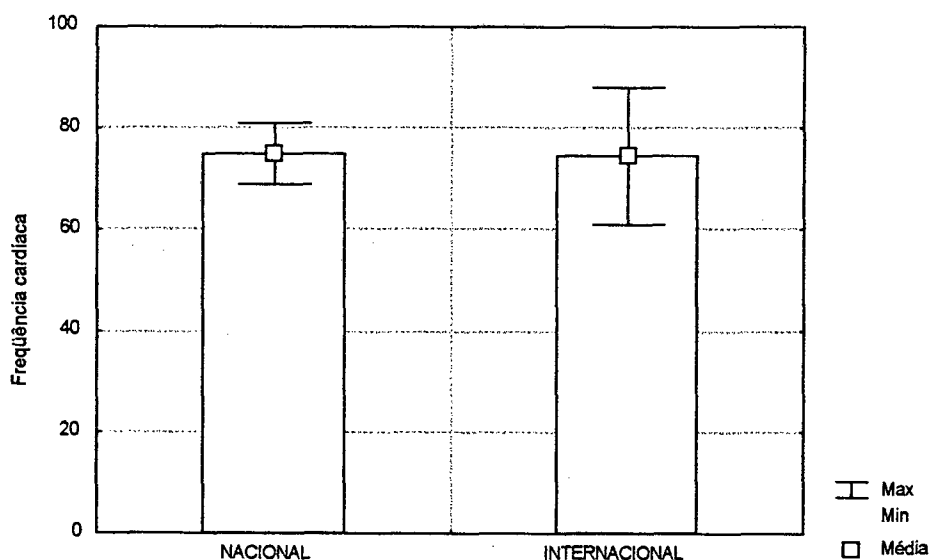 100
80
60
40
20
0
Freqüência cardíaca
NACIONAL
INTERNACIONAL
Max
Min
Média